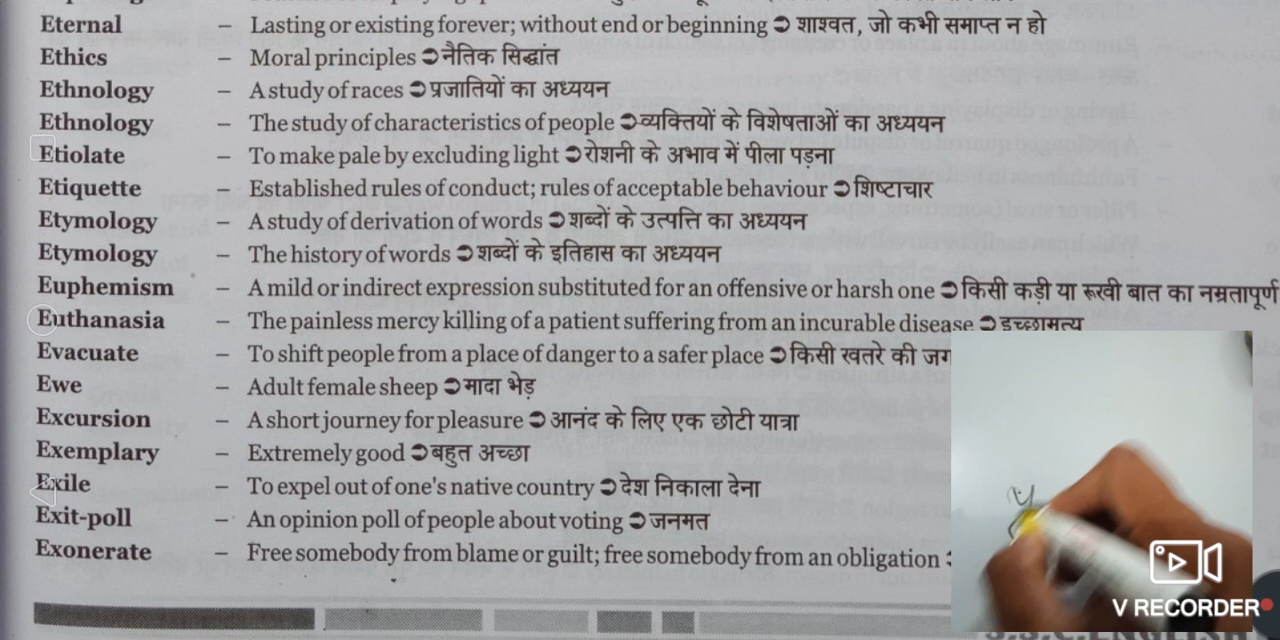 Eternal – Lasting or existing forever; without end or beginning ➲ शाश्वत, जो कभी समाप्त न हो
Ethics – Moral principles ➲ नैतिक सिद्धांत
Ethnology – A study of races ➲ प्रजातियों का अध्ययन
Ethnology – The study of characteristics of people ➲ व्यक्तियों के विशेषताओं का अध्ययन
Etiolate – To make pale by excluding light ➲ रोशनी के अभाव में पीला पड़ना
Etiquette – Established rules of conduct; rules of acceptable behaviour ➲ शिष्टाचार
Etymology – A study of derivation of words ➲ शब्दों के उत्पत्ति का अध्ययन
Etymology – The history of words ➲ शब्दों के इतिहास का अध्ययन
Euphemism – A mild or indirect expression substituted for an offensive or harsh one ➲ किसी कड़ी या रूखी बात का नम्रतापूर्ण
Euthanasia – The painless mercy killing of a patient suffering from an incurable disease ➲ इच्छामृत्यु
Evacuate – To shift people from a place of danger to a safer place ➲ किसी खतरे की जग
Ewe – Adult female sheep ➲ मादा भेड़
Excursion – A short journey for pleasure ➲ आनंद के लिए एक छोटी यात्रा
Exemplary – Extremely good ➲ बहुत अच्छा
Exile – To expel out of one's native country ➲ देश निकाला देना
Exit-poll – An opinion poll of people about voting ➲ जनमत
Exonerate – Free somebody from blame or guilt; free somebody from an obligation
V RECORDER